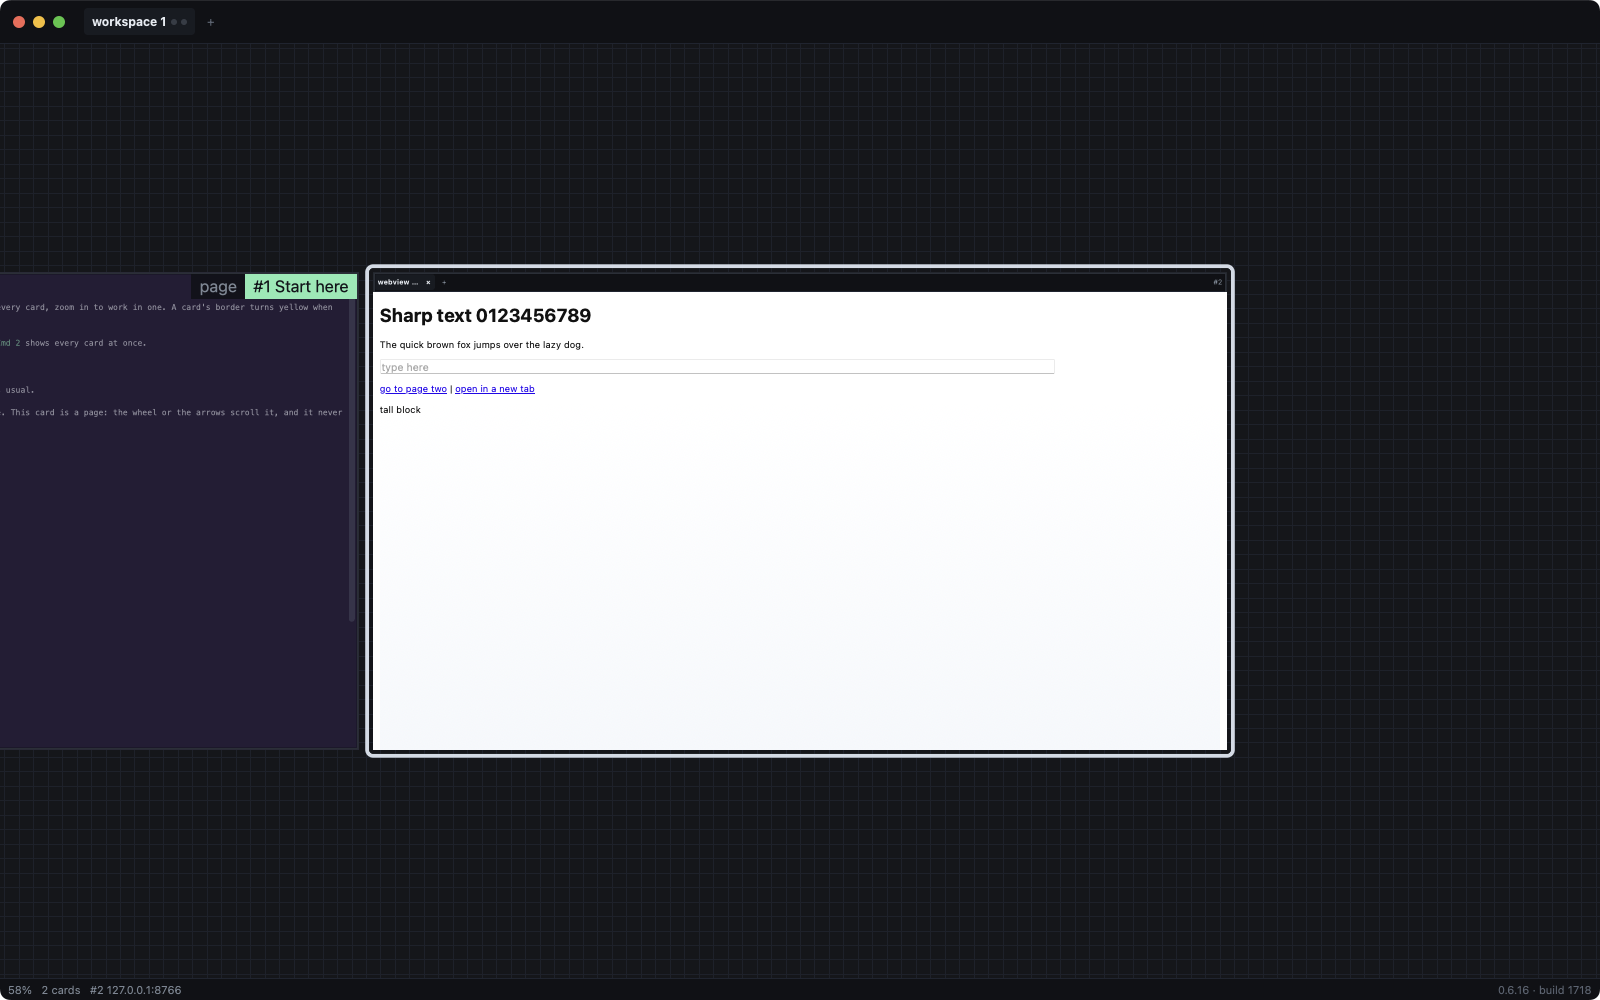 workspace 1
+
page #1 Start here
very card, zoom in to work in one. A card's border turns yellow when
md 2 shows every card at once.
usual.
. This card is a page: the wheel or the arrows scroll it, and it never
webview ... × + #2
Sharp text 0123456789
The quick brown fox jumps over the lazy dog.
type here
go to page two | open in a new tab
tall block
58% 2 cards #2 127.0.0.1:8766 0.6.16 · build 1718